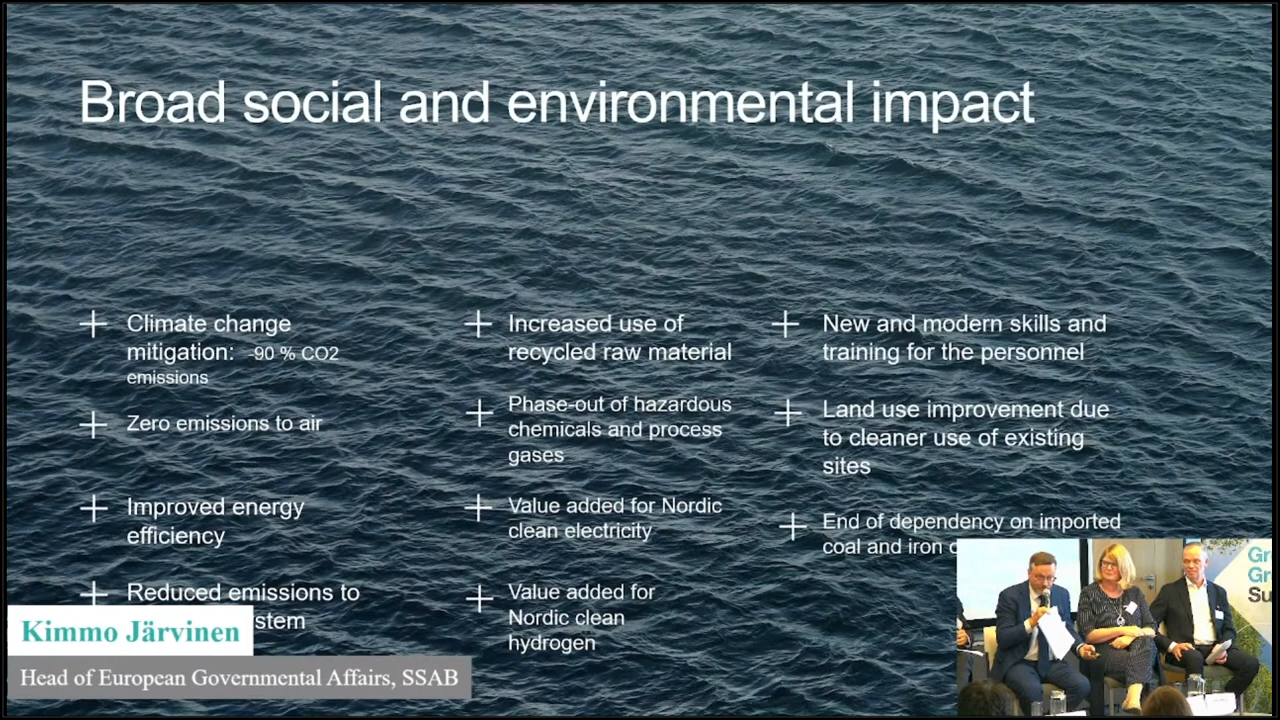 Broad social and environmental impact
Climate change
mitigation: -90 % CO2
emissions
Zero emissions to air
Improved energy
efficiency
Reduced emissions to
Increased use of
recycled raw material
Phase-out of hazardous
chemicals and process
gases
Value added for Nordic
clean electricity
Value added for
Nordic clean
hydrogen
New and modern skills and
training for the personnel
Land use improvement due
to cleaner use of existing
sites
End of dependency on imported
coal and iron
Kimmo Järvinen
Head of European Governmental Affairs, SSAB